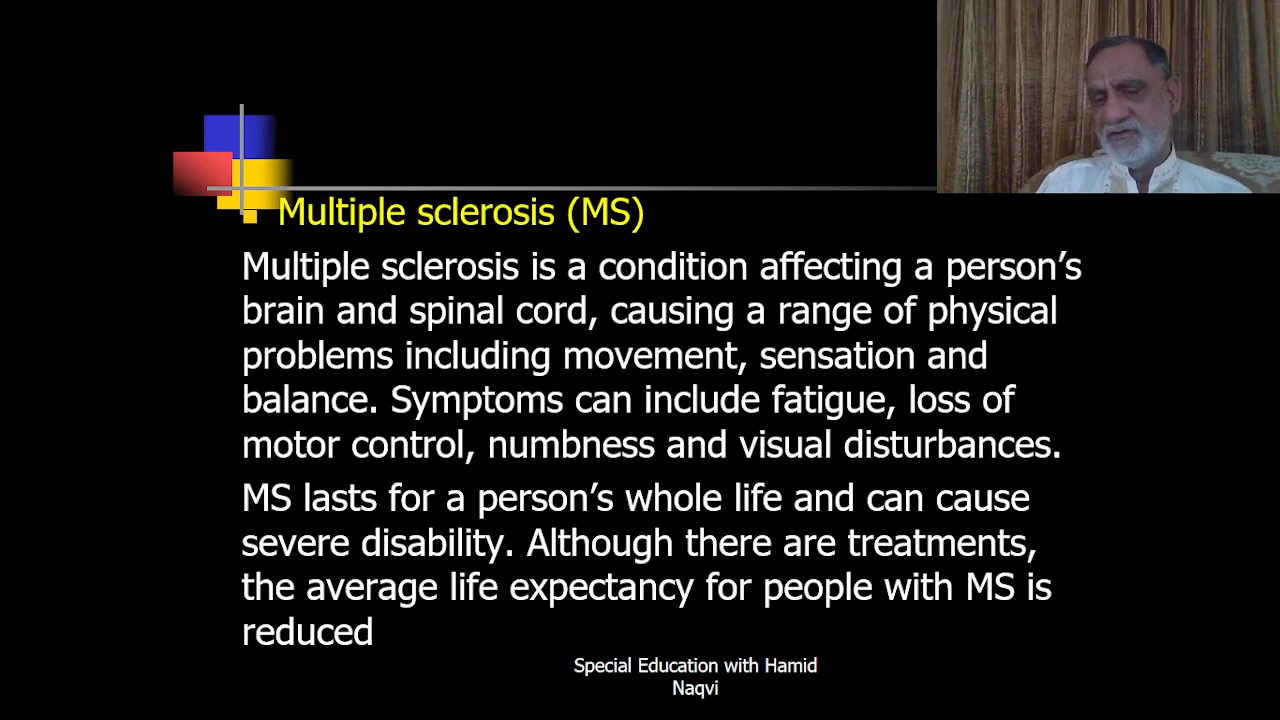 Multiple sclerosis (MS)
Multiple sclerosis is a condition affecting a person’s
brain and spinal cord, causing a range of physical
problems including movement, sensation and
balance. Symptoms can include fatigue, loss of
motor control, numbness and visual disturbances.
MS lasts for a person’s whole life and can cause
severe disability. Although there are treatments,
the average life expectancy for people with MS is
reduced
Special Education with Hamid
Naqvi